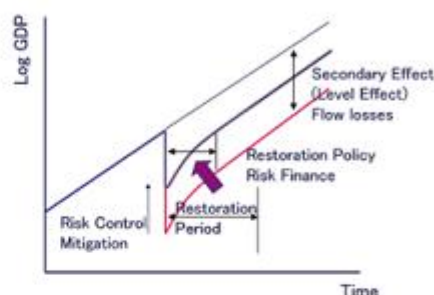 Log GDP
Secondary Effect
(Level Effect)
Flow losses
Restoration Policy
Risk Finance
Risk Control
Mitigation
Restoration
Period
Time